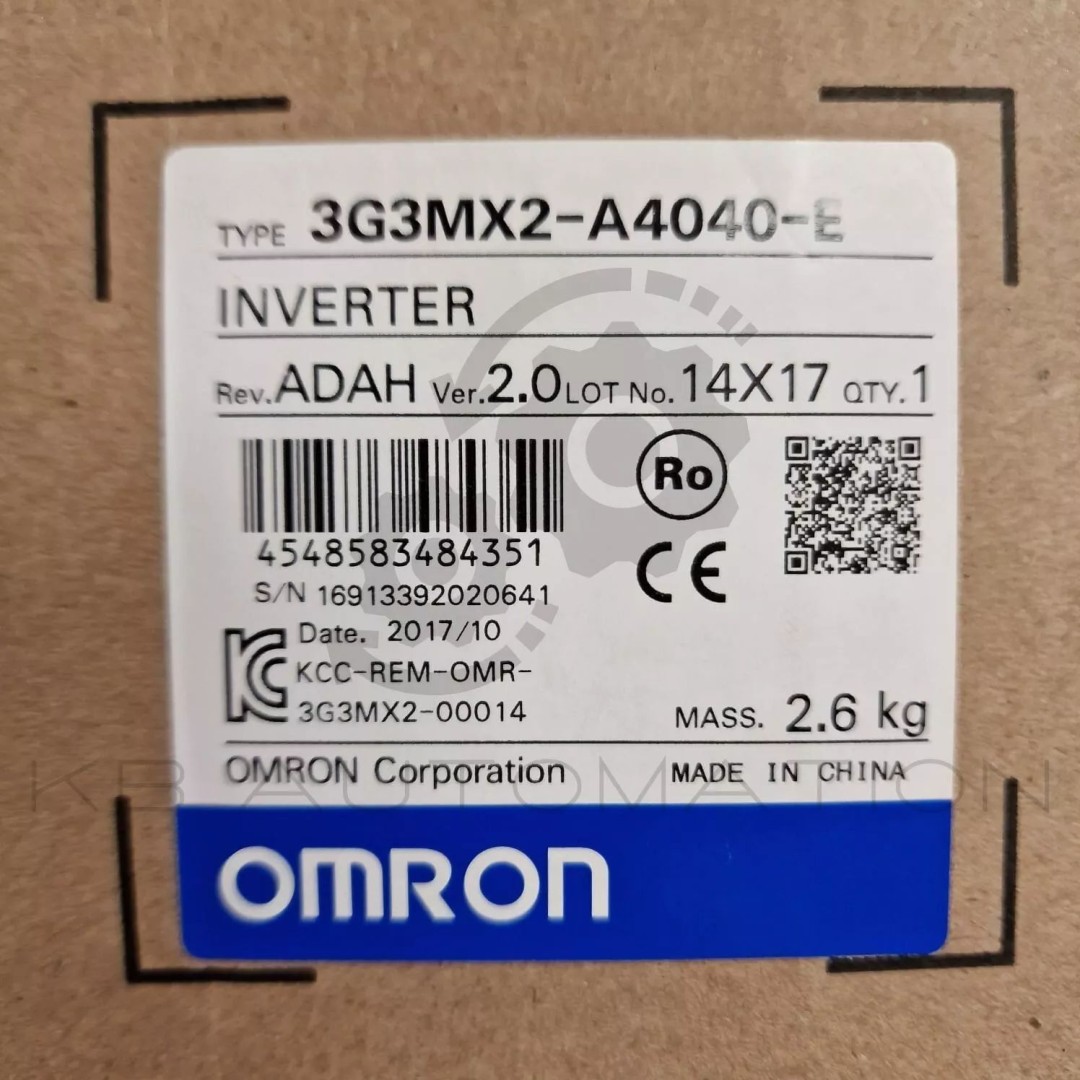 TYPE 3G3MX2-A4040-E
INVERTER
Rev. ADAH Ver. 2.0 LOT No. 14X17 QTY. 1
Ro
4548583484351
CE
S/N 16913392020641
Date. 2017/10
KCC-REM-OMR-
3G3MX2-00014
MASS. 2.6 kg
OMRON Corporation MADE IN CHINA
KB AUTOMATION
OMRON